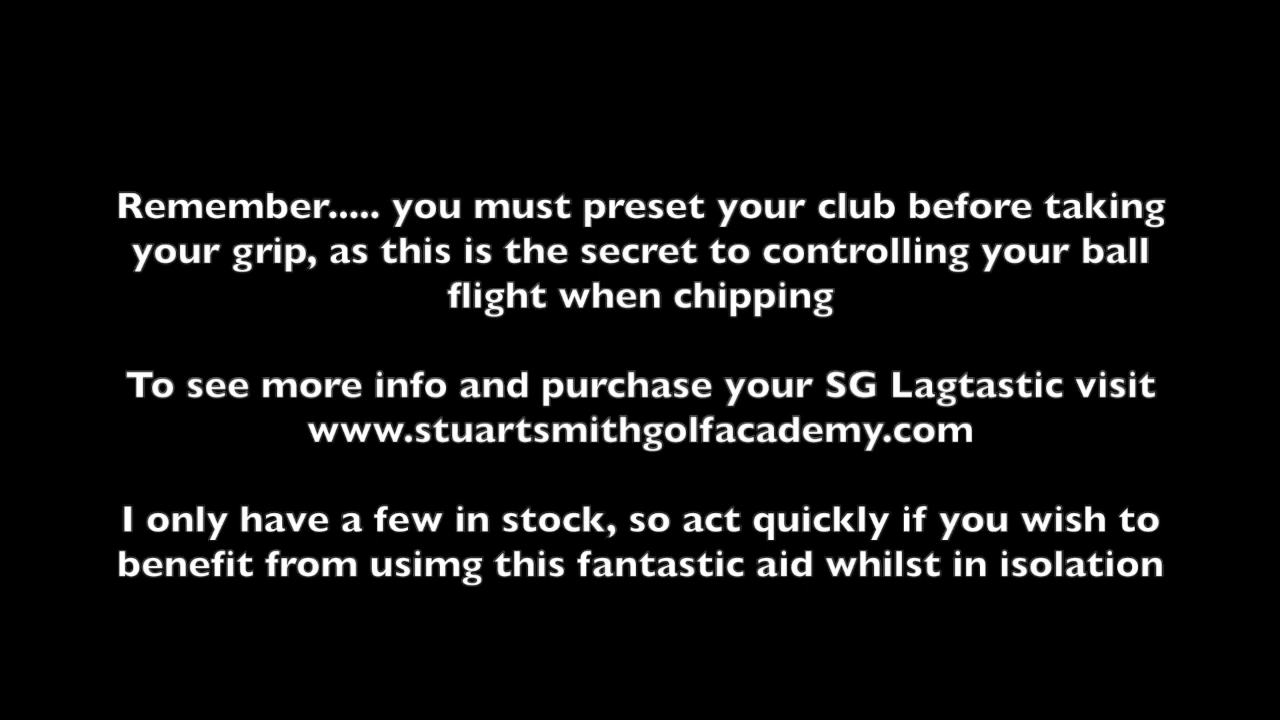 Remember..... you must preset your club before taking
your grip, as this is the secret to controlling your ball
flight when chipping
To see more info and purchase your SG Lagtastic visit
www.stuartsmithgolfacademy.com
I only have a few in stock, so act quickly if you wish to
benefit from usimg this fantastic aid whilst in isolation